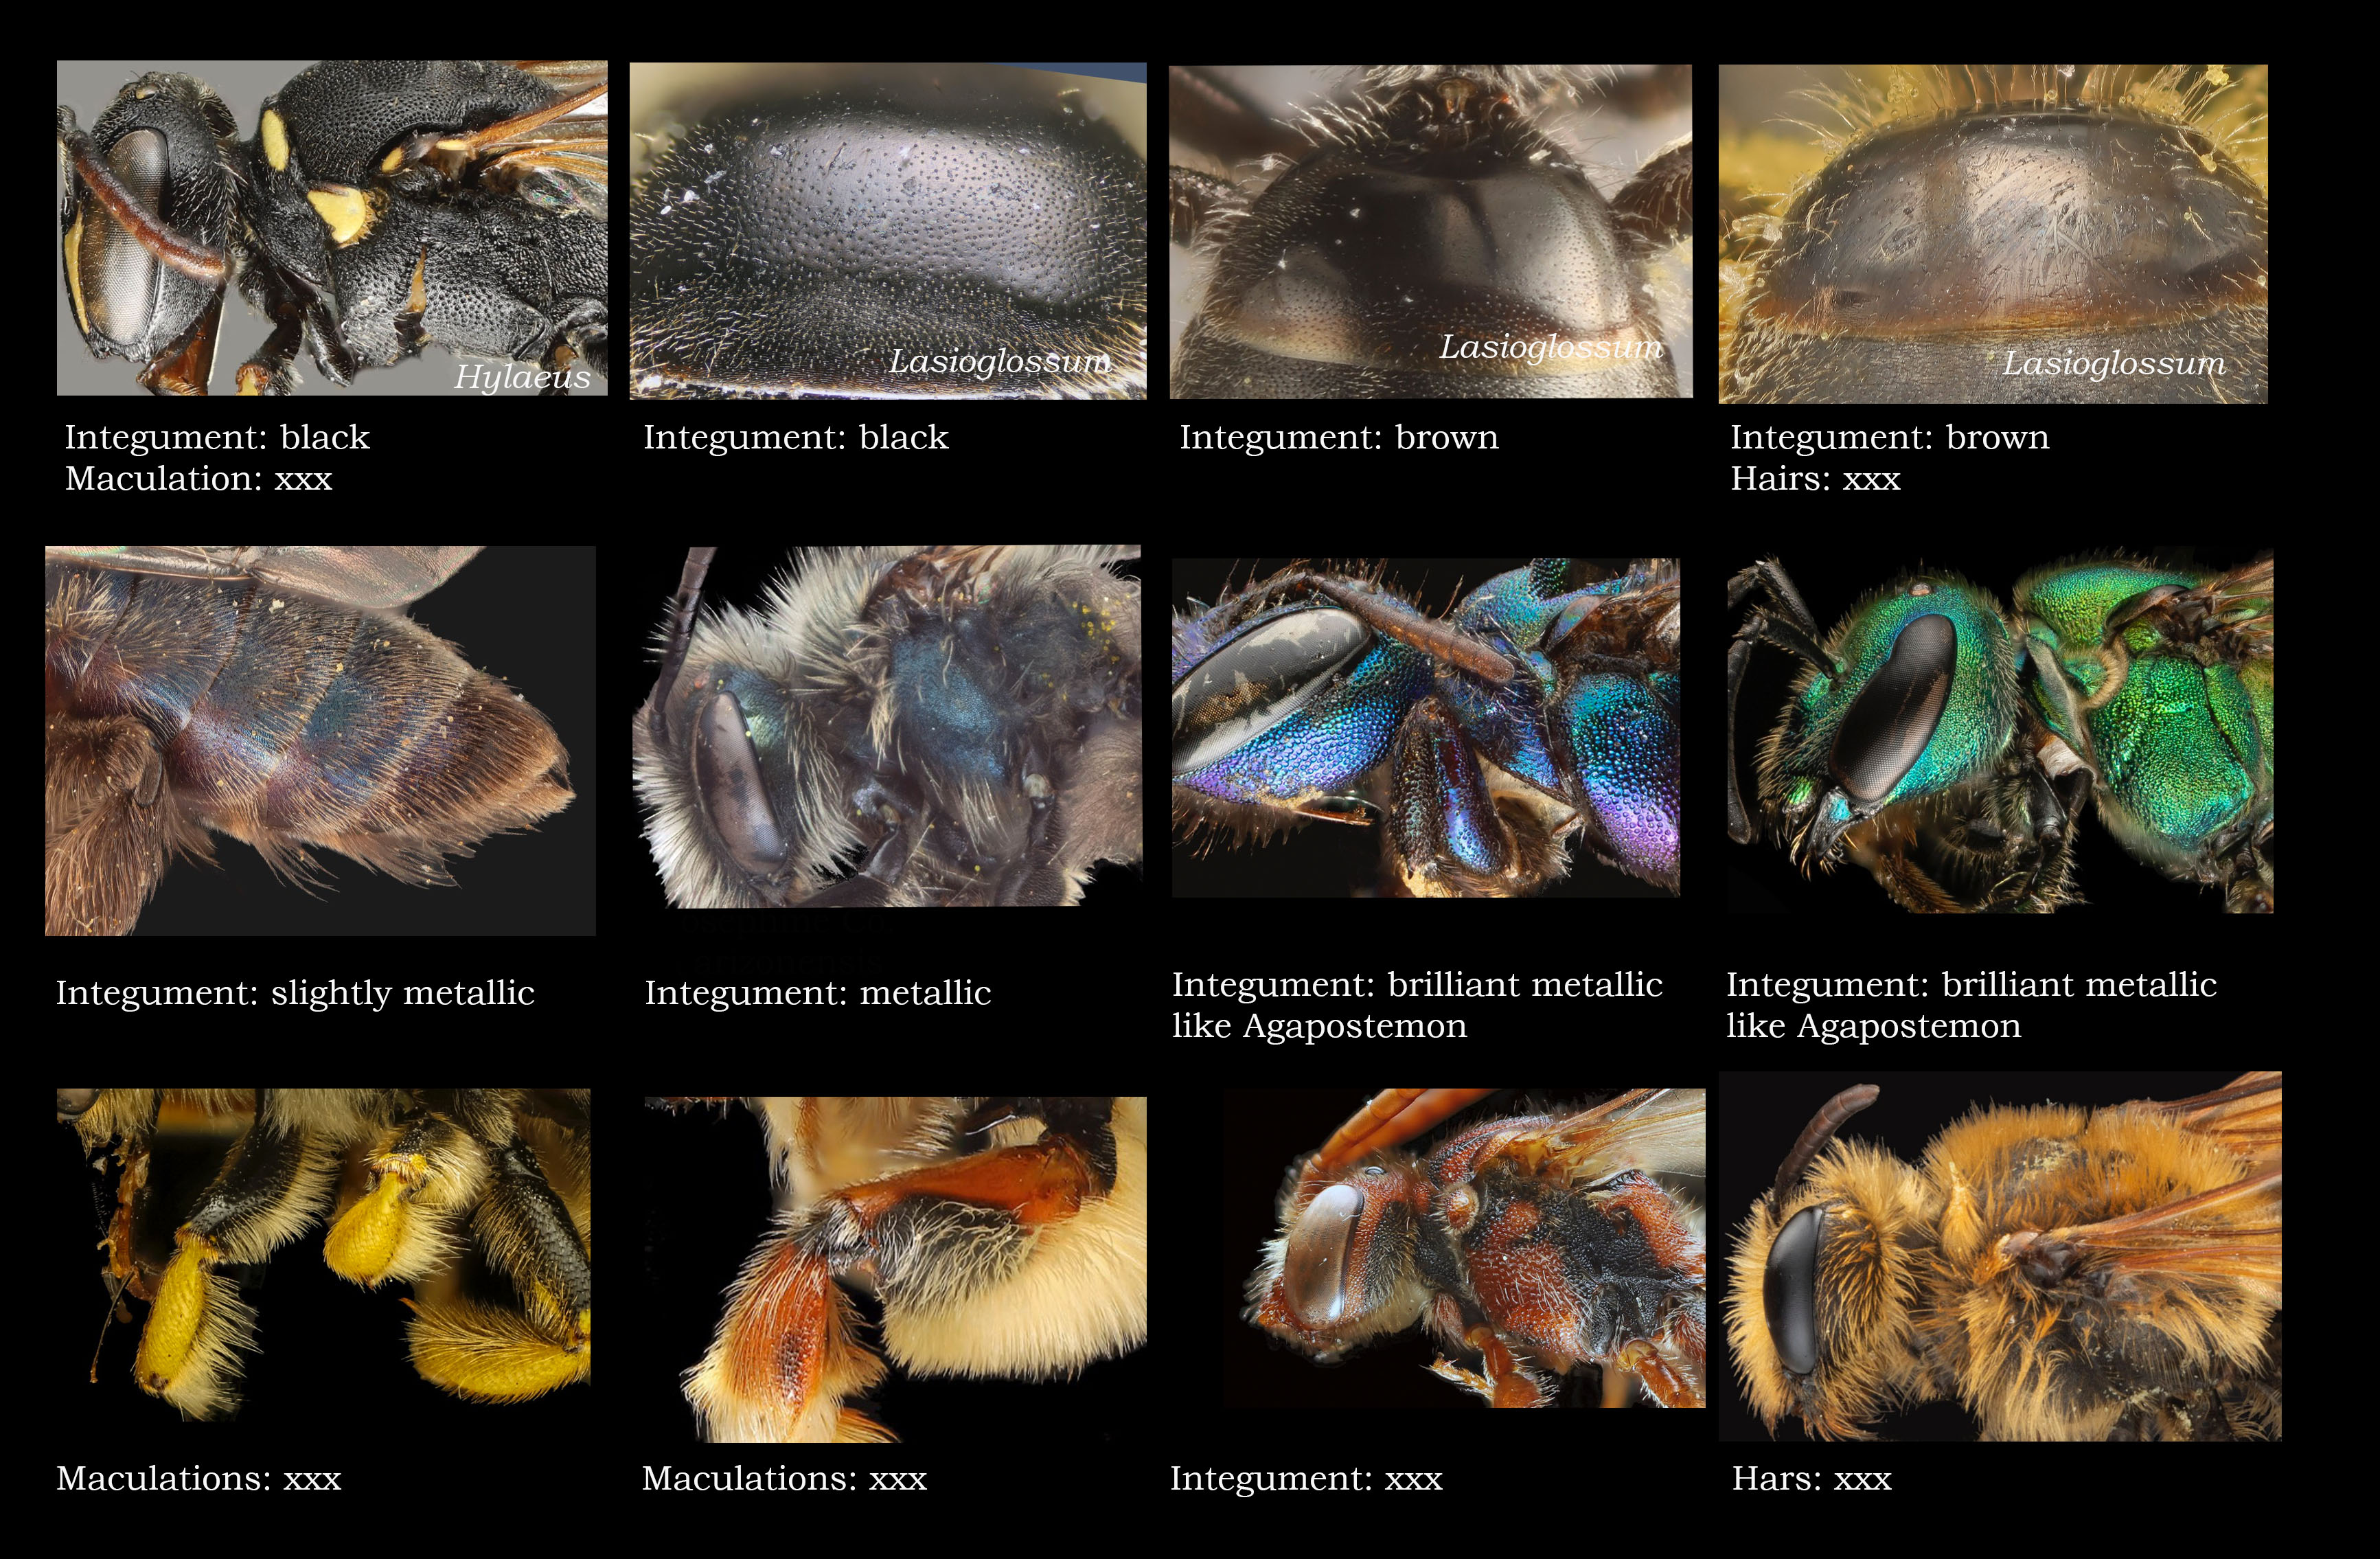 Hylaeus
Lasioglossum
Lasioglossum
Lasioglossum
Integument: black
Maculation: xxx
Integument: black
Integument: brown
Integument: brown
Hairs: xxx
Integument: slightly metallic
Integument: metallic
Integument: brilliant metallic
like Agapostemon
Integument: brilliant metallic
like Agapostemon
Maculations: xxx
Maculations: xxx
Integument: xxx
Hars: xxx